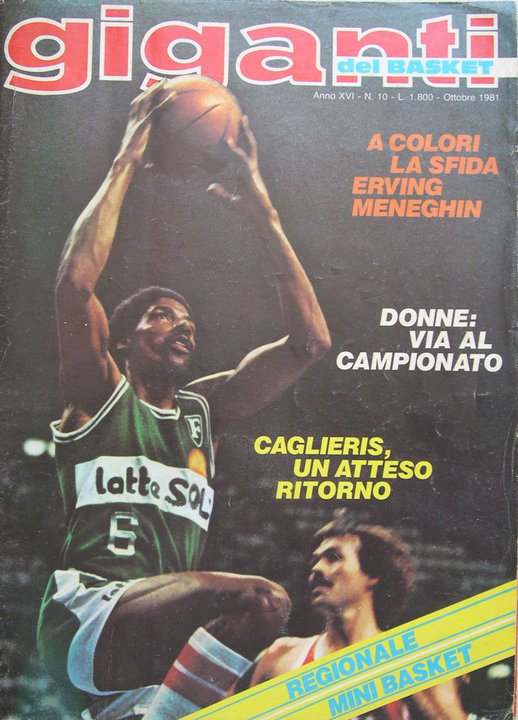 giganti
del BASKET
Anno XVI - N. 10 - L. 1.800 - Ottobre 1981
A COLORI
LA SFIDA
ERVING
MENEGHIN
DONNE:
VIA AL
CAMPIONATO
CAGLIERIS,
UN ATTESO
RITORNO
F
latte SOL
6
REGIONALE
MINI BASKET